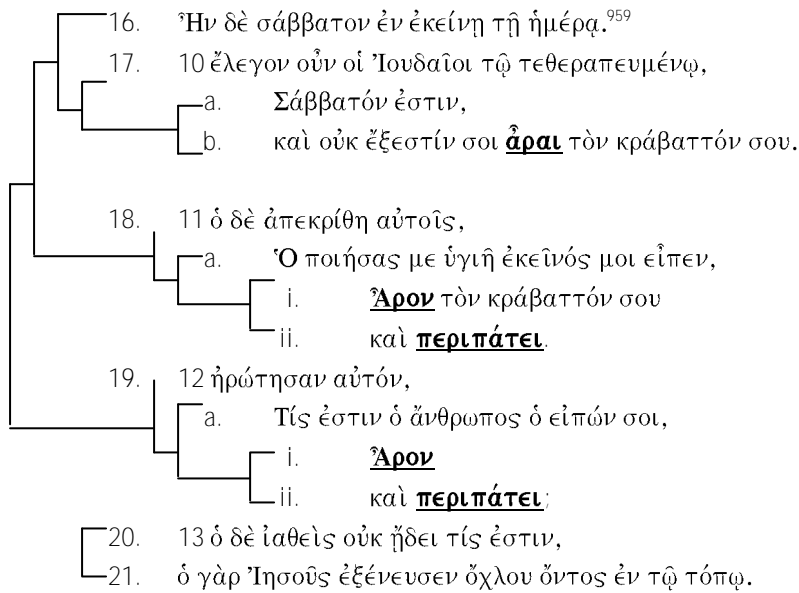 16. Ἦν δὲ σάββατον ἐν ἐκείνῃ τῇ ἡμέρᾳ.959
17. 10 ἔλεγον οὖν οἱ Ἰουδαῖοι τῷ τεθεραπευμένῳ,
a. Σάββατόν ἐστιν,
b. καὶ οὐκ ἔξεστίν σοι ἆραι τὸν κράβαττόν σου.
18. 11 ὁ δὲ ἀπεκρίθη αὐτοῖς,
a. Ὁ ποιήσας με ὑγιῆ ἐκεῖνός μοι εἶπεν,
i. Ἆρον τὸν κράβαττόν σου
ii. καὶ περιπάτει.
19. 12 ἠρώτησαν αὐτόν,
a. Τίς ἐστιν ὁ ἄνθρωπος ὁ εἰπών σοι,
i. Ἆρον
ii. καὶ περιπάτει;
20. 13 ὁ δὲ ἰαθεὶς οὐκ ᾔδει τίς ἐστιν,
21. ὁ γὰρ Ἰησοῦς ἐξένευσεν ὄχλου ὄντος ἐν τῷ τόπῳ.